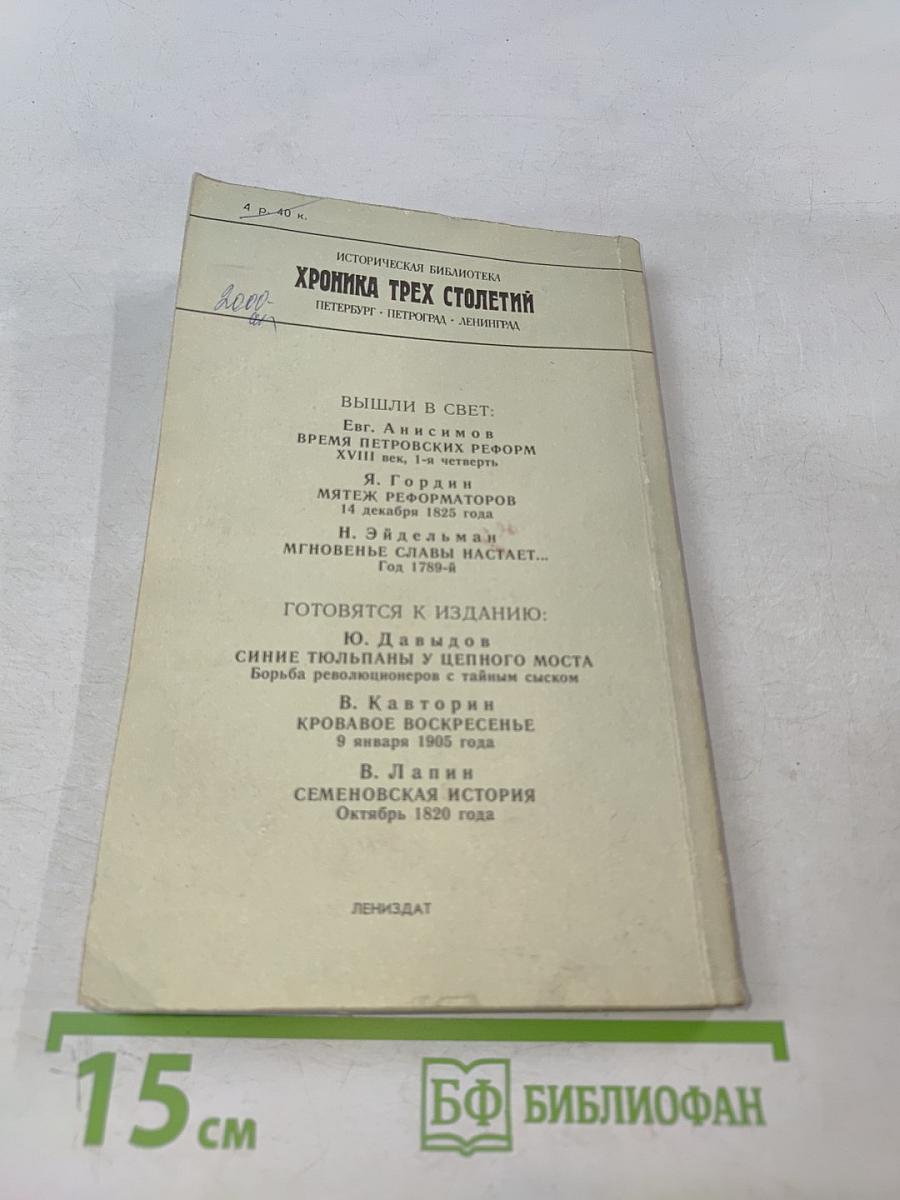 4 р. 40 к.
ИСТОРИЧЕСКАЯ БИБЛИОТЕКА
ХРОНИКА ТРЕХ СТОЛЕТИЙ
ПЕТЕРБУРГ · ПЕТРОГРАД · ЛЕНИНГРАД
2000-
ВЫШЛИ В СВЕТ:
Евг. Анисимов
ВРЕМЯ ПЕТРОВСКИХ РЕФОРМ
XVIII век, 1-я четверть
Я. Гордин
МЯТЕЖ РЕФОРМАТОРОВ
14 декабря 1825 года
Н. Эйдельман
МГНОВЕНЬЕ СЛАВЫ НАСТАЕТ...
Год 1789-й
ГОТОВЯТСЯ К ИЗДАНИЮ:
Ю. Давыдов
СИНИЕ ТЮЛЬПАНЫ У ЦЕПНОГО МОСТА
Борьба революционеров с тайным сыском
В. Кавторин
КРОВАВОЕ ВОСКРЕСЕНЬЕ
9 января 1905 года
В. Лапин
СЕМЕНОВСКАЯ ИСТОРИЯ
Октябрь 1820 года
ЛЕНИЗДАТ
15 см
БФ БИБЛИОФАН